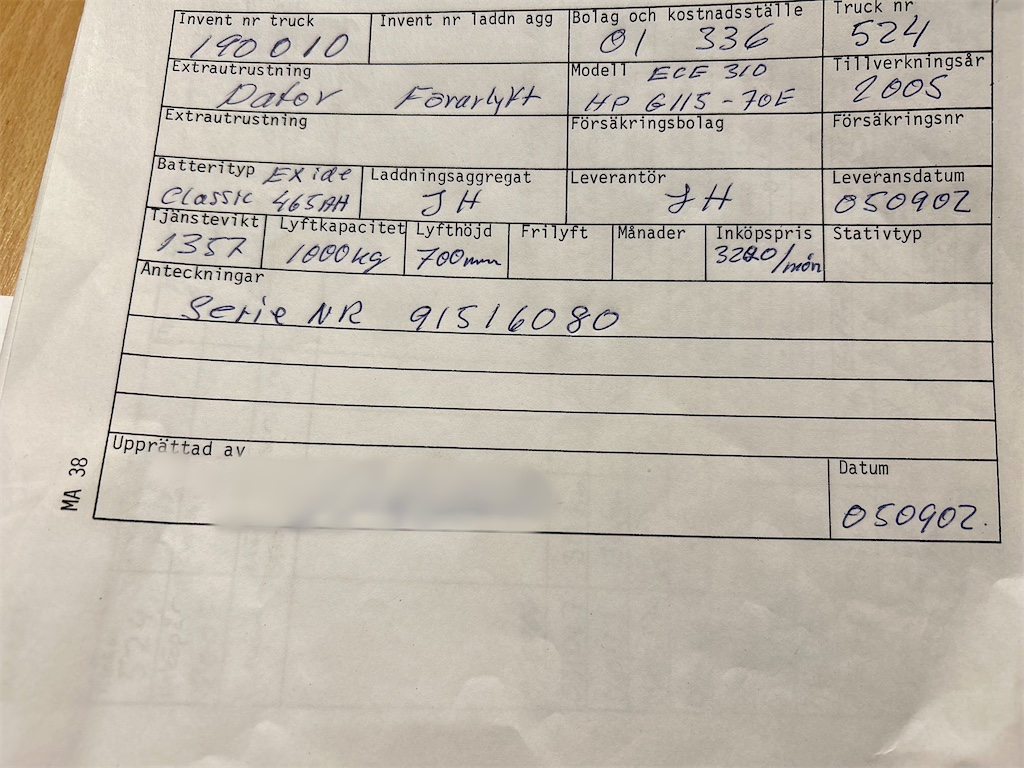 Invent nr truck Invent nr laddn agg Bolag och kostnadsställe Truck nr
190010 01 336 524
Extrautrustning Modell ECE 310 Tillverkningsår
Dator Förarlyft HP G115-70E 2005
Extrautrustning Försäkringsbolag Försäkringsnr
Batterityp Exide Laddningsaggregat Leverantör Leveransdatum
Classic 465AH JH JH 050902
Tjänstevikt Lyftkapacitet Lyfthöjd Frilyft Månader Inköpspris Stativtyp
1357 1000kg 700mm /mån
Anteckningar
Serie NR 91516080
Upprättad av Datum
050902.
MA 38